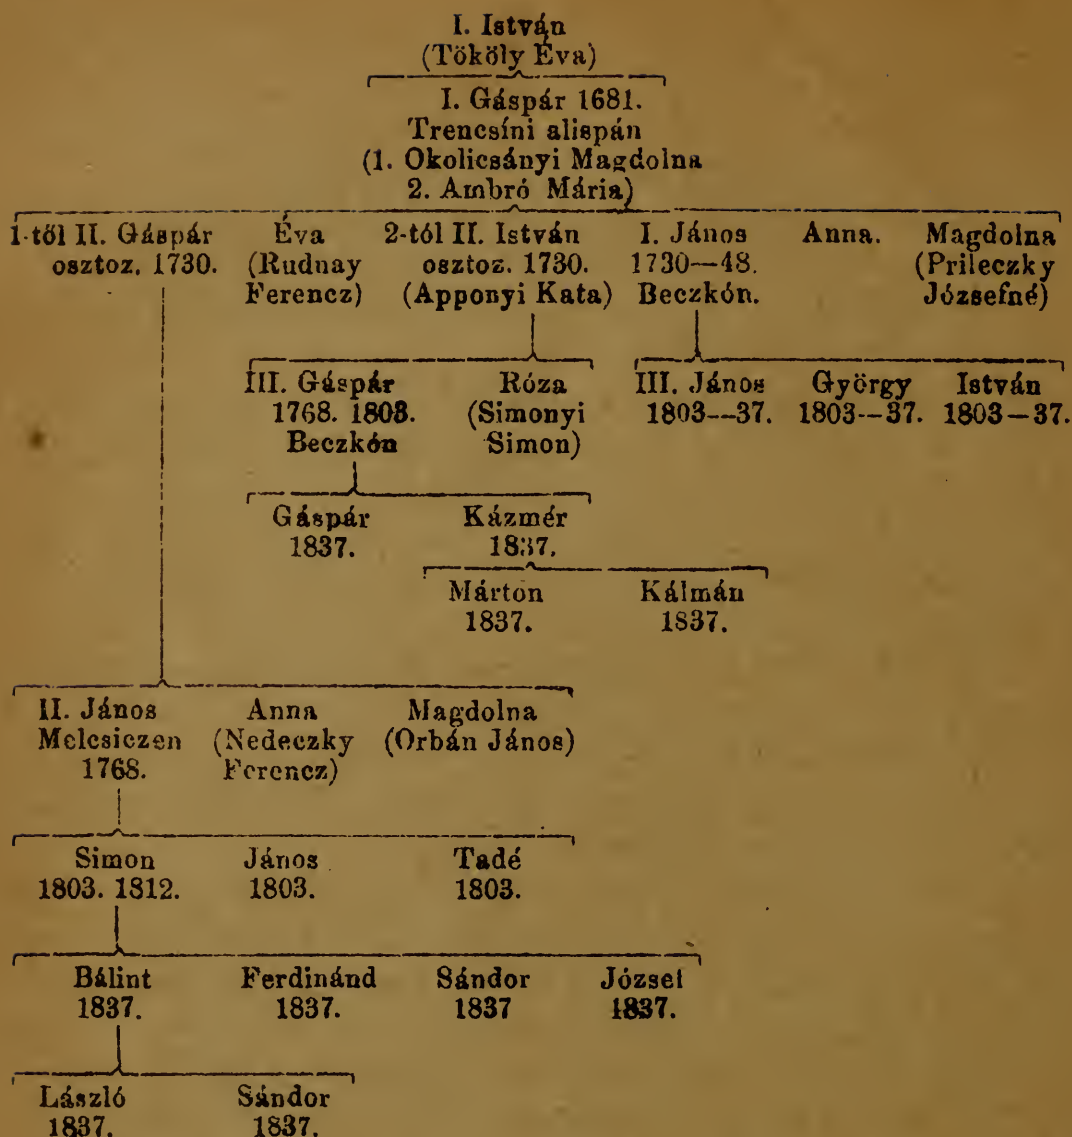 I. István
(Tököly Éva)
I. Gáspár 1681.
Trencsíni alispán
(1. Okolicsányi Magdolna
2. Ambró Mária)
1-től II. Gáspár Éva 2-tól II. István I. János Anna. Magdolna
osztoz. 1730. (Rudnay osztoz. 1730. 1730—48. (Prileczky
Ferencz) (Apponyi Kata) Beczkón. Józsefné)
III. Gáspár Róza III. János György István
1768. 1803. (Simonyi 1803—37. 1803—37. 1803—37.
Beczkón Simon)
Gáspár Kázmér
1837. 1837.
Márton Kálmán
1837. 1837.
II. János Anna Magdolna
Melcsiczen (Nedeczky (Orbán János)
1768. Ferencz)
Simon János Tadé
1803. 1812. 1803. 1803.
Bálint Ferdinánd Sándor József
1837. 1837. 1837 1837.
László Sándor
1837. 1837.